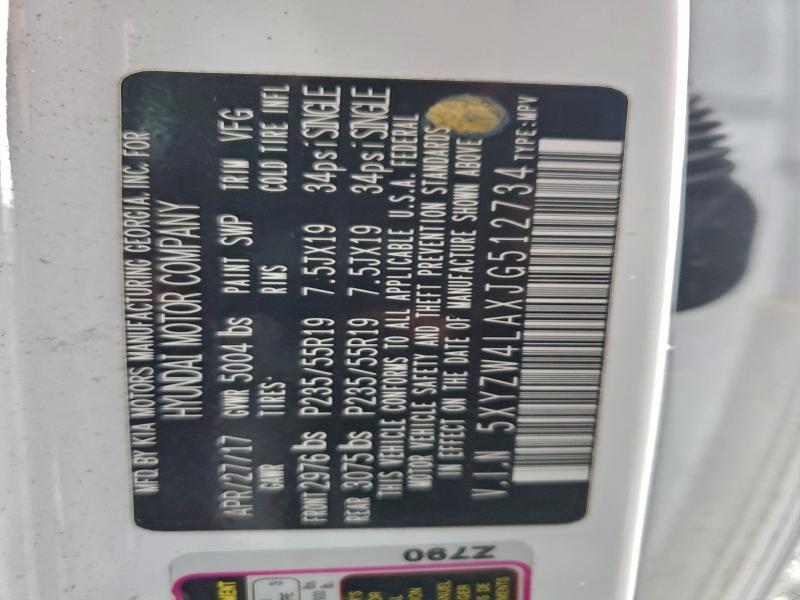 MFD BY KIA MOTORS MANUFACTURING GEORGIA, INC. FOR
HYUNDAI MOTOR COMPANY
APR/27/17 GVWR 5004 lbs PAINT SWP TRIM VFG
GAWR TIRES: RMS COLD TIRE INFL
FRONT 2976 lbs P235/55R19 7.5JX19 34psi SINGLE
REAR 3075 lbs P235/55R19 7.5JX19 34psi SINGLE
THIS VEHICLE CONFORMS TO ALL APPLICABLE U.S.A. FEDERAL
MOTOR VEHICLE SAFETY AND THEFT PREVENTION STANDARDS
IN EFFECT ON THE DATE OF MANUFACTURE SHOWN ABOVE
V.I.N 5XYZW4LAXJG512734 TYPE:MPV
Z790